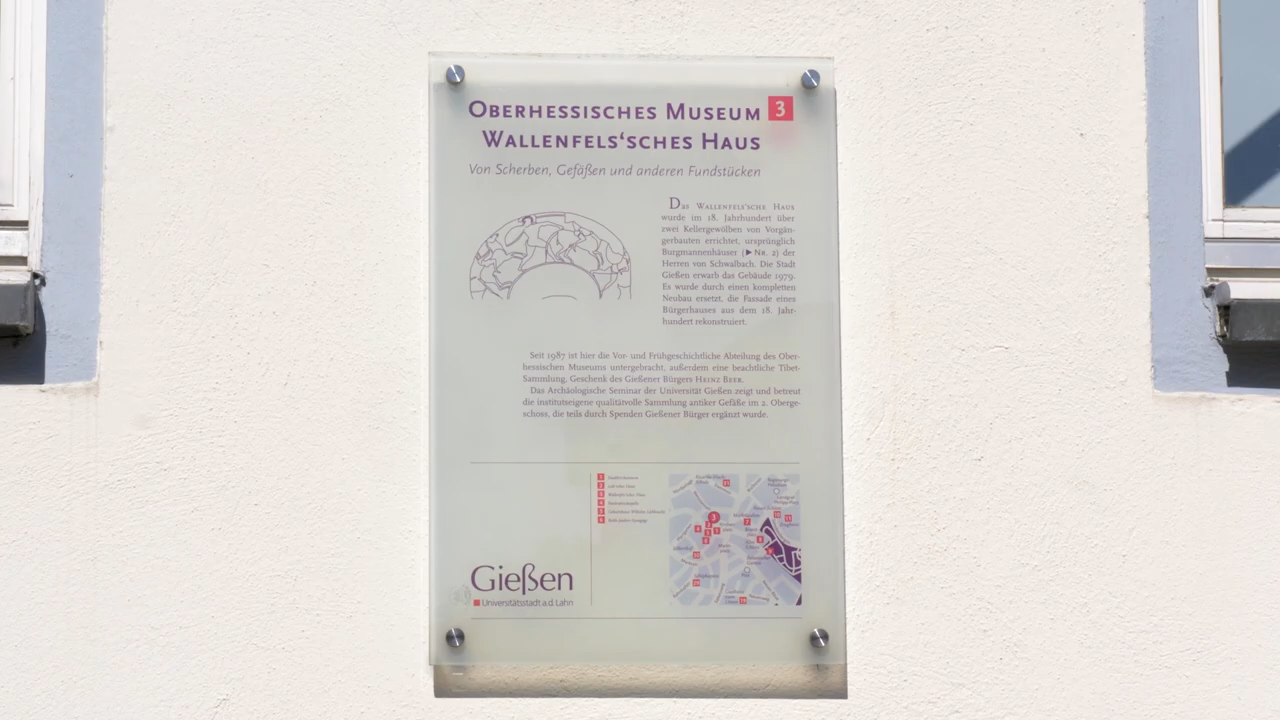 OBERHESSISCHES MUSEUM 3
WALLENFELS‘SCHES HAUS
Von Scherben, Gefäßen und anderen Fundstücken
DAS WALLENFELS'SCHE HAUS
wurde im 18. Jahrhundert über
zwei Kellergewölben von Vorgän-
gerbauten errichtet, ursprünglich
Burgmannenhäuser (▶ NR. 2) der
Herren von Schwalbach. Die Stadt
Gießen erwarb das Gebäude 1979.
Es wurde durch einen kompletten
Neubau ersetzt, die Fassade eines
Bürgerhauses aus dem 18. Jahr-
hundert rekonstruiert.
Seit 1987 ist hier die Vor- und Frühgeschichtliche Abteilung des Ober-
hessischen Museums untergebracht, außerdem eine beachtliche Tibet-
Sammlung, Geschenk des Gießener Bürgers HEINZ BEER.
Das Archäologische Seminar der Universität Gießen zeigt und betreut
die institutseigene qualitätvolle Sammlung antiker Gefäße im 2. Oberge-
schoss, die teils durch Spenden Gießener Bürger ergänzt wurde.
1
2
3
4
5
6
Gießen
Universitätsstadt a.d. Lahn